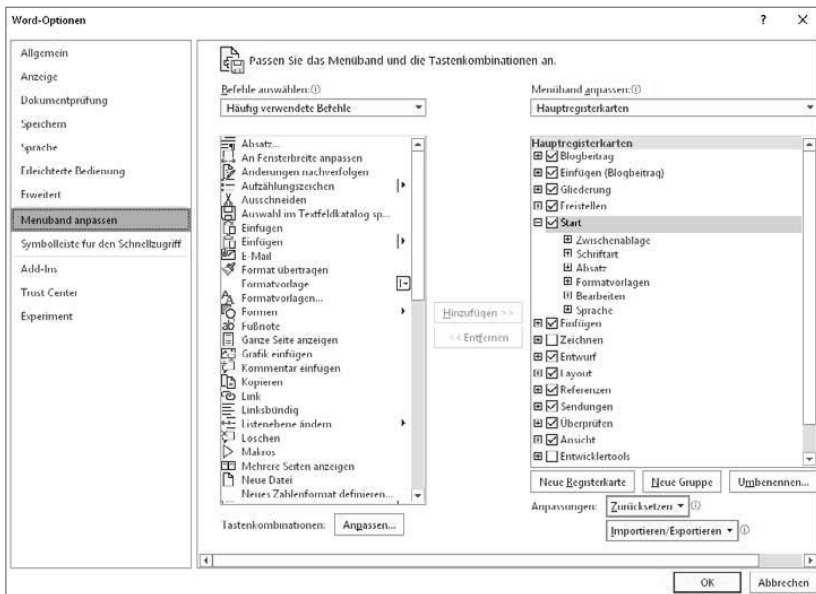 Word-Optionen
?
Allgemein
Anzeige
Dokumentprüfung
Speichern
Sprache
Erleichterte Bedienung
Erweitert
Menüband anpassen
Symbolleiste für den Schnellzugriff
Add-Ins
Trust Center
Experiment
Passen Sie das Menüband und die Tastenkombinationen an.
Befehle auswählen:
Häufig verwendete Befehle
Absatz...
An Fensterbreite anpassen
Änderungen nachverfolgen
Aufzählungszeichen
Ausschneiden
Auswahl im Textfeldkatalog sp...
Einfügen
Einfügen
E-Mail
Format übertragen
Formatvorlage
Formatvorlagen...
Formen
Fußnote
Ganze Seite anzeigen
Grafik einfügen
Kommentar einfügen
Kopieren
Link
Linksbündig
Listenebene ändern
Löschen
Makros
Mehrere Seiten anzeigen
Neue Datei
Neues Zahlenformat definieren...
Tastenkombinationen: Anpassen...
Hinzufügen >>
<< Entfernen
Menüband anpassen:
Hauptregisterkarten
Hauptregisterkarten
Blogbeitrag
Einfügen (Blogbeitrag)
Gliederung
Freistellen
Start
Zwischenablage
Schriftart
Absatz
Formatvorlagen
Bearbeiten
Sprache
Einfügen
Zeichnen
Entwurf
Layout
Referenzen
Sendungen
Überprüfen
Ansicht
Entwicklertools
Neue Registerkarte Neue Gruppe Umbenennen...
Anpassungen: Zurücksetzen
Importieren/Exportieren
OK Abbrechen